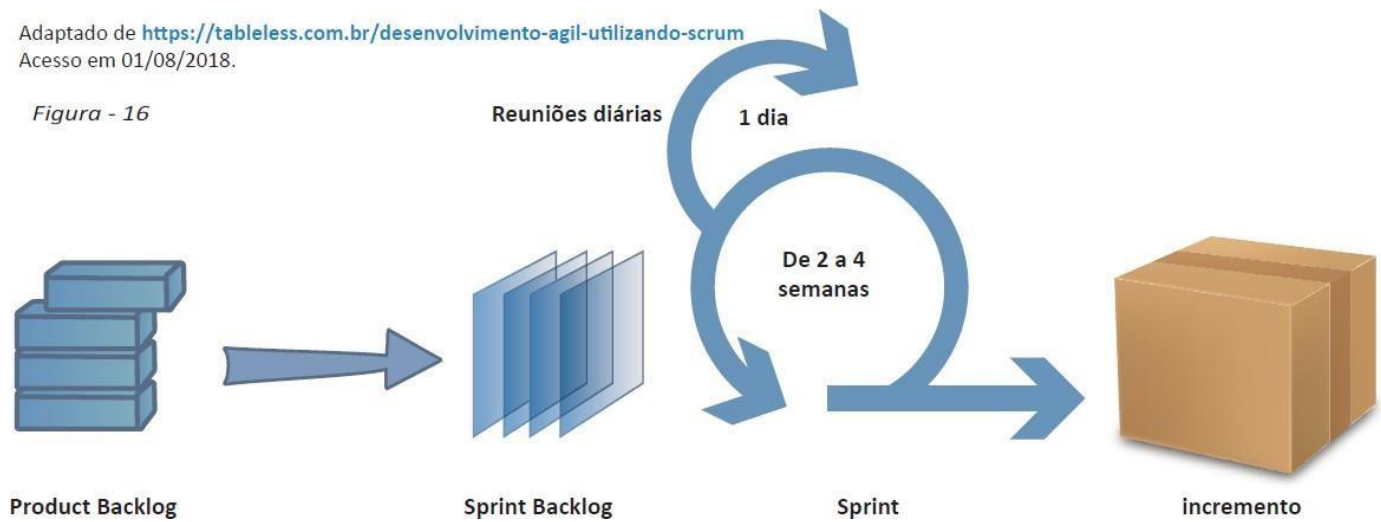 Adaptado de https://tableless.com.br/desenvolvimento-agil-utilizando-scrum
Acesso em 01/08/2018.
Figura - 16
Reuniões diárias
1 dia
De 2 a 4
semanas
Product Backlog
Sprint Backlog
Sprint
incremento